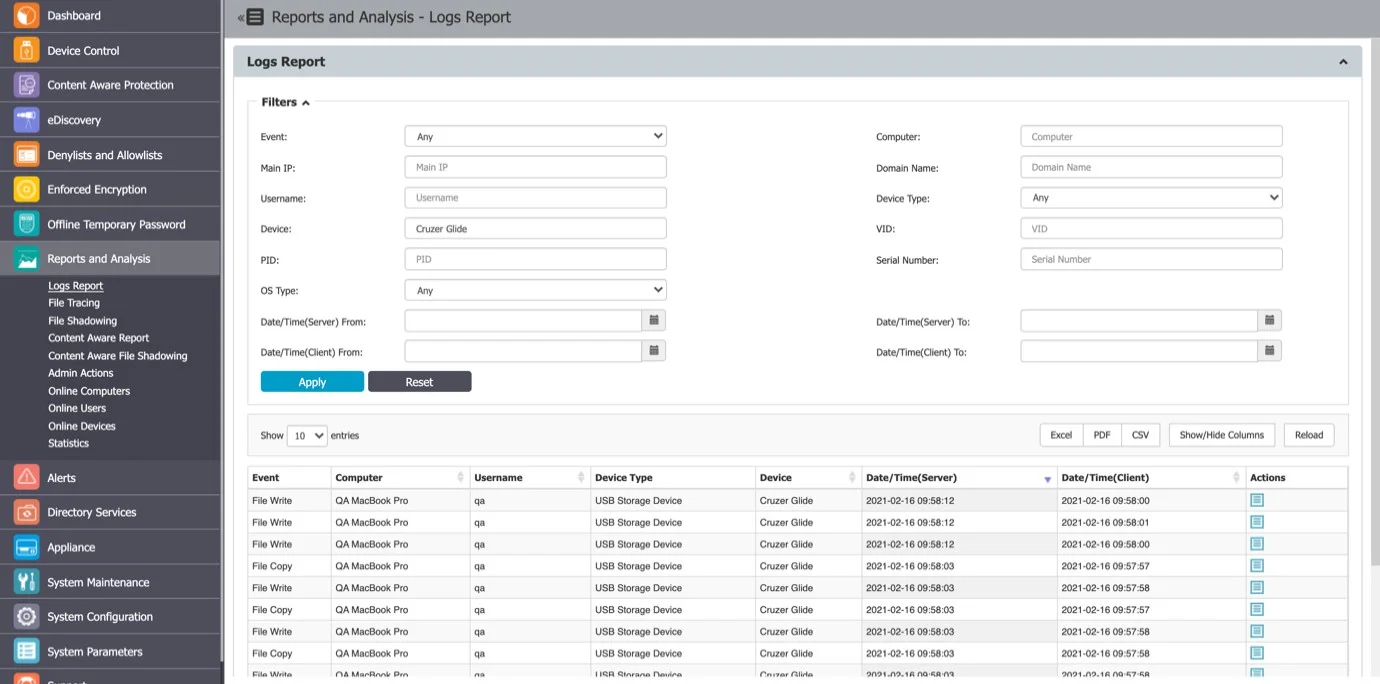 Dashboard
Device Control
Content Aware Protection
eDiscovery
Denylists and Allowlists
Enforced Encryption
Offline Temporary Password
Reports and Analysis
Logs Report
File Tracing
File Shadowing
Content Aware Report
Content Aware File Shadowing
Admin Actions
Online Computers
Online Users
Online Devices
Statistics
Alerts
Directory Services
Appliance
System Maintenance
System Configuration
System Parameters
Support
Reports and Analysis - Logs Report
Logs Report
Filters
Event: Any Computer: Computer
Main IP: Main IP Domain Name: Domain Name
Username: Username Device Type: Any
Device: Cruzer Glide VID: VID
PID: PID Serial Number: Serial Number
OS Type: Any
Date/Time(Server) From: Date/Time(Server) To:
Date/Time(Client) From: Date/Time(Client) To:
Apply Reset
Show 10 entries Excel PDF CSV Show/Hide Columns Reload
Event Computer Username Device Type Device Date/Time(Server) Date/Time(Client) Actions
File Write QA MacBook Pro qa USB Storage Device Cruzer Glide 2021-02-16 09:58:12 2021-02-16 09:58:00
File Write QA MacBook Pro qa USB Storage Device Cruzer Glide 2021-02-16 09:58:12 2021-02-16 09:58:01
File Write QA MacBook Pro qa USB Storage Device Cruzer Glide 2021-02-16 09:58:12 2021-02-16 09:58:00
File Copy QA MacBook Pro qa USB Storage Device Cruzer Glide 2021-02-16 09:58:03 2021-02-16 09:57:57
File Write QA MacBook Pro qa USB Storage Device Cruzer Glide 2021-02-16 09:58:03 2021-02-16 09:57:58
File Copy QA MacBook Pro qa USB Storage Device Cruzer Glide 2021-02-16 09:58:03 2021-02-16 09:57:57
File Write QA MacBook Pro qa USB Storage Device Cruzer Glide 2021-02-16 09:58:03 2021-02-16 09:57:58
File Copy QA MacBook Pro qa USB Storage Device Cruzer Glide 2021-02-16 09:58:03 2021-02-16 09:57:58
File Write QA MacBook Pro qa USB Storage Device Cruzer Glide 2021-02-16 09:58:03 2021-02-16 09:57:58